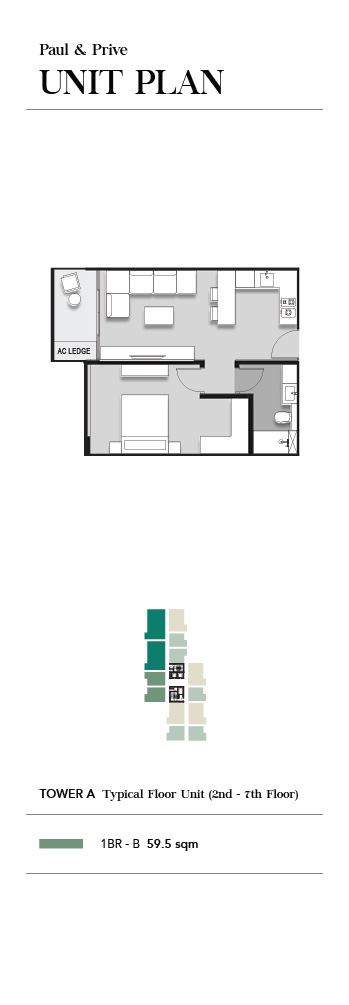 Paul & Prive
UNIT PLAN
AC LEDGE
TOWER A Typical Floor Unit (2nd - 7th Floor)
1BR - B 59.5 sqm